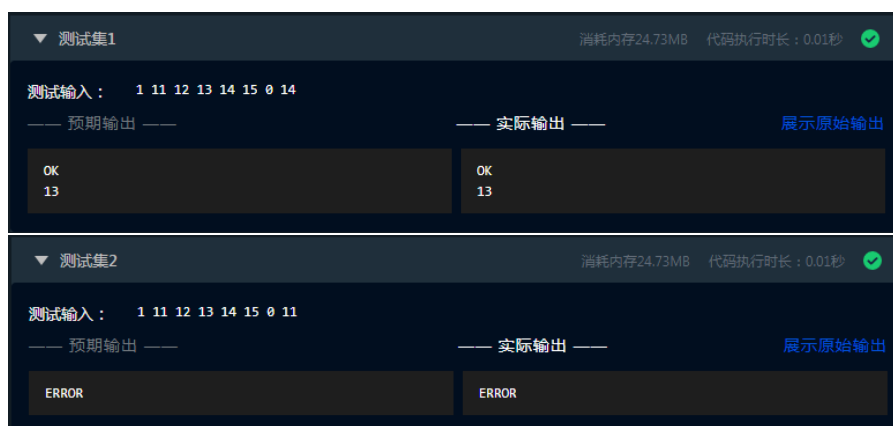 ▼ 测试集1 消耗内存24.73MB 代码执行时长：0.01秒
测试输入： 1 11 12 13 14 15 0 14
—— 预期输出 —— —— 实际输出 —— 展示原始输出
OK OK
13 13
▼ 测试集2 消耗内存24.73MB 代码执行时长：0.01秒
测试输入： 1 11 12 13 14 15 0 11
—— 预期输出 —— —— 实际输出 —— 展示原始输出
ERROR ERROR